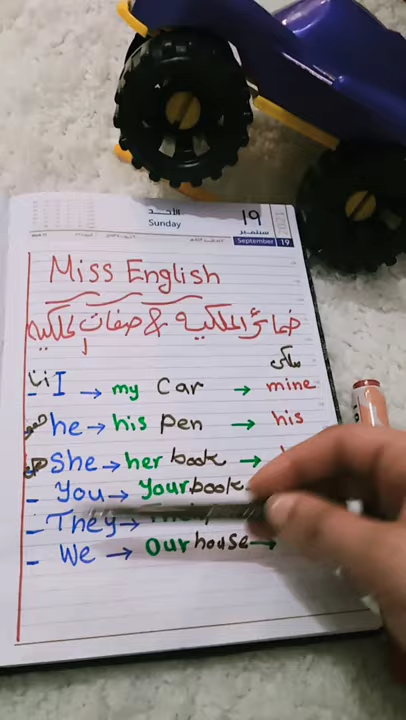 الأحد
Sunday
19
سبتمبر
September 19
Miss English
ضمائر الملكية & صفات الملكية
ملكي
انا
- I → my car → mine
هو
he → his pen → his
هي
She → her book →
- You → Your book
- They →
- We → Our house →